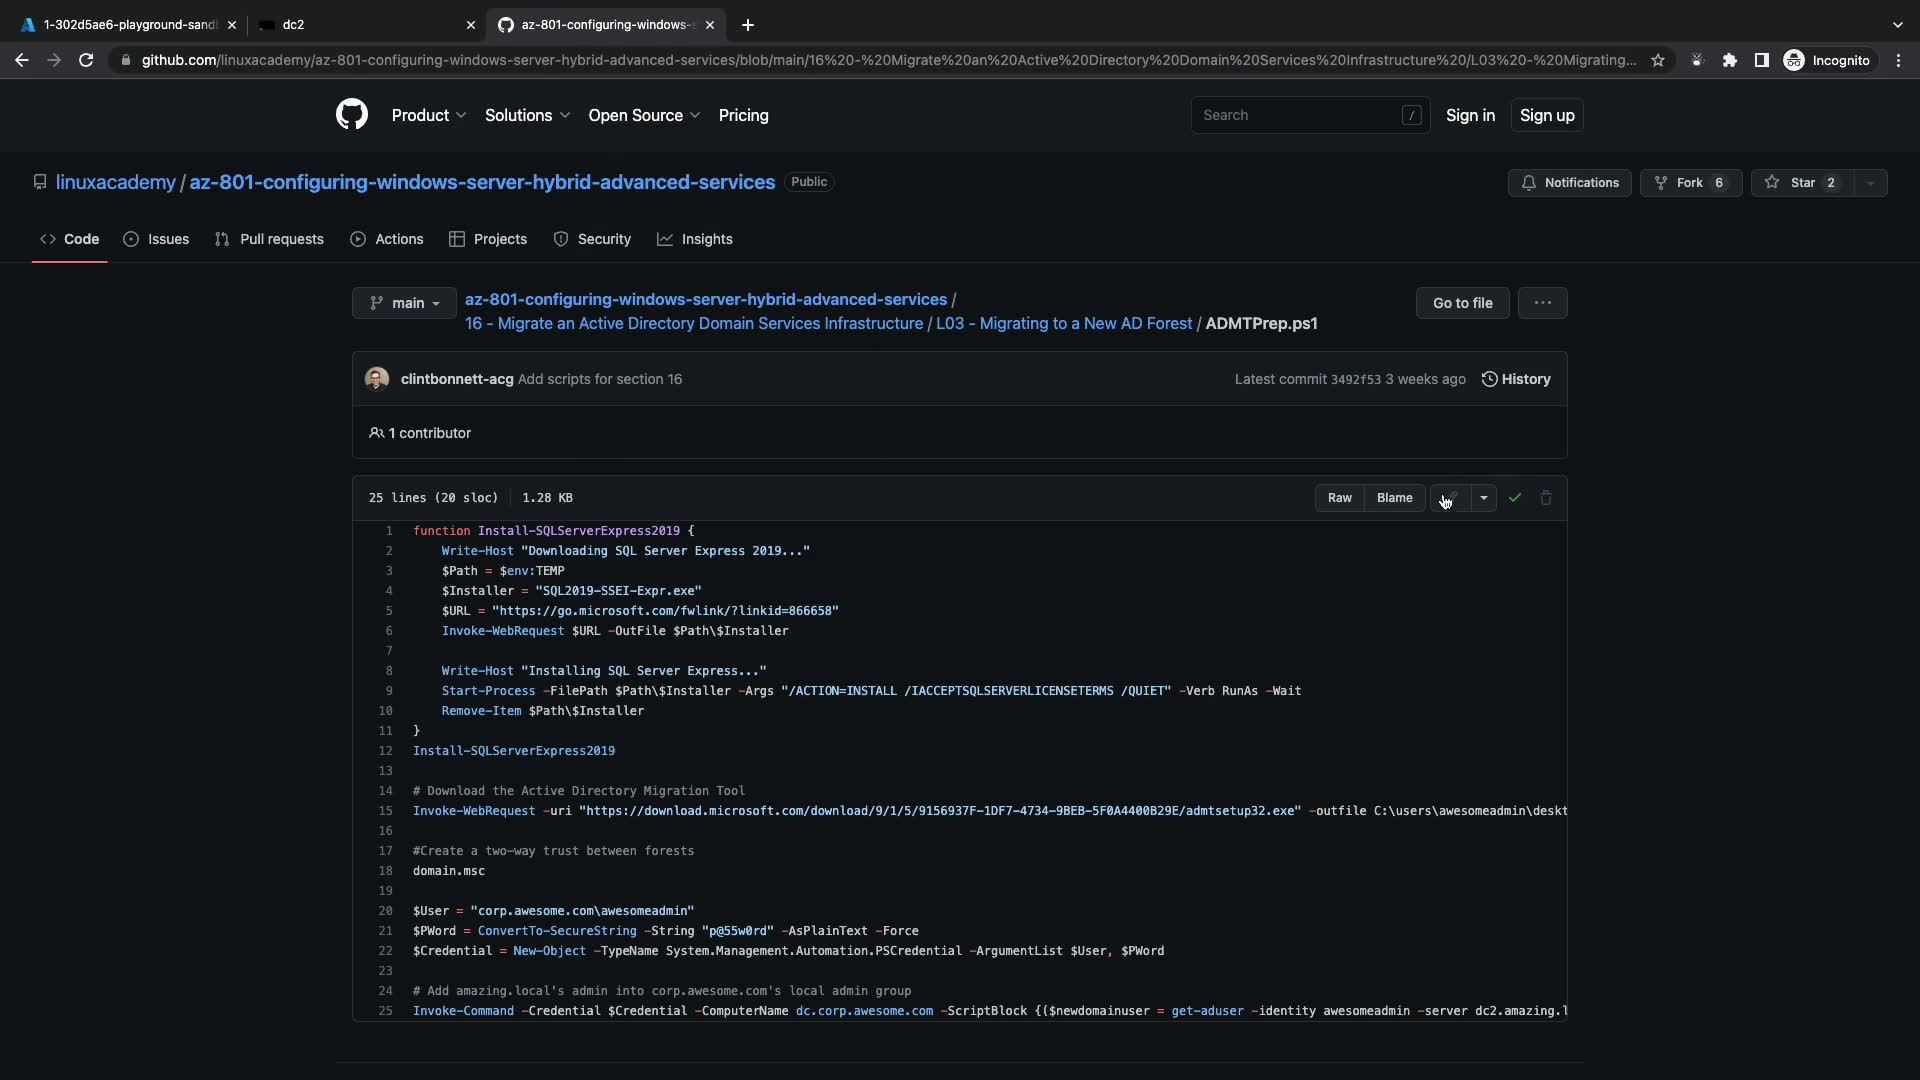 1-302d5ae6-playground-sand
dc2
az-801-configuring-windows-s
github.com/linuxacademy/az-801-configuring-windows-server-hybrid-advanced-services/blob/main/16%20-%20Migrate%20an%20Active%20Directory%20Domain%20Services%20Infrastructure%20/L03%20-%20Migrating...
Incognito
Product
Solutions
Open Source
Pricing
Search
/
Sign in
Sign up
linuxacademy / az-801-configuring-windows-server-hybrid-advanced-services
Public
Notifications
Fork 6
Star 2
<> Code
Issues
Pull requests
Actions
Projects
Security
Insights
main
az-801-configuring-windows-server-hybrid-advanced-services /
16 - Migrate an Active Directory Domain Services Infrastructure / L03 - Migrating to a New AD Forest / ADMTPrep.ps1
Go to file
...
clintbonnett-acg Add scripts for section 16
Latest commit 3492f53 3 weeks ago
History
1 contributor
25 lines (20 sloc)
1.28 KB
Raw
Blame
1 function Install-SQLServerExpress2019 {
2 Write-Host "Downloading SQL Server Express 2019..."
3 $Path = $env:TEMP
4 $Installer = "SQL2019-SSEI-Expr.exe"
5 $URL = "https://go.microsoft.com/fwlink/?linkid=866658"
6 Invoke-WebRequest $URL -OutFile $Path\$Installer
7
8 Write-Host "Installing SQL Server Express..."
9 Start-Process -FilePath $Path\$Installer -Args "/ACTION=INSTALL /IACCEPTSQLSERVERLICENSETERMS /QUIET" -Verb RunAs -Wait
10 Remove-Item $Path\$Installer
11 }
12 Install-SQLServerExpress2019
13
14 # Download the Active Directory Migration Tool
15 Invoke-WebRequest -uri "https://download.microsoft.com/download/9/1/5/9156937F-1DF7-4734-9BEB-5F0A4400B29E/admtsetup32.exe" -outfile C:\users\awesomeadmin\deskt
16
17 #Create a two-way trust between forests
18 domain.msc
19
20 $User = "corp.awesome.com\awesomeadmin"
21 $PWord = ConvertTo-SecureString -String "p@55w0rd" -AsPlainText -Force
22 $Credential = New-Object -TypeName System.Management.Automation.PSCredential -ArgumentList $User, $PWord
23
24 # Add amazing.local's admin into corp.awesome.com's local admin group
25 Invoke-Command -Credential $Credential -ComputerName dc.corp.awesome.com -ScriptBlock {($newdomainuser = get-aduser -identity awesomeadmin -server dc2.amazing.l